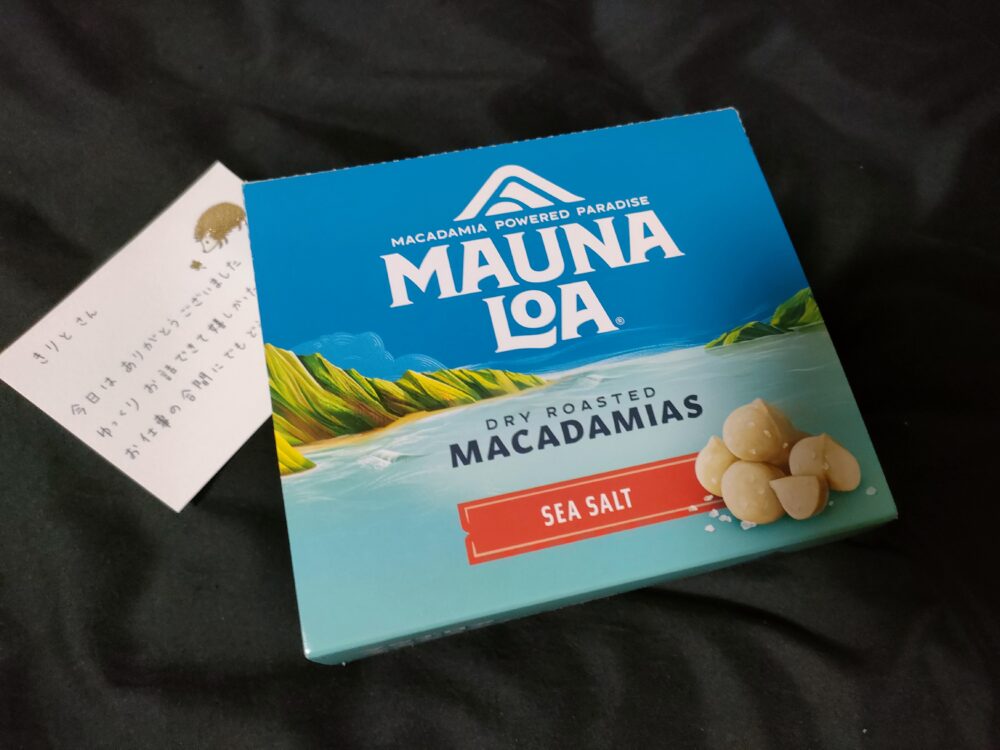 きりとさん
今日は ありがとうございました
ゆっくり お話できて 嬉しかった
お仕事の合間にでもど
MACADAMIA POWERED PARADISE
MAUNA
LOA®
DRY ROASTED
MACADAMIAS
SEA SALT